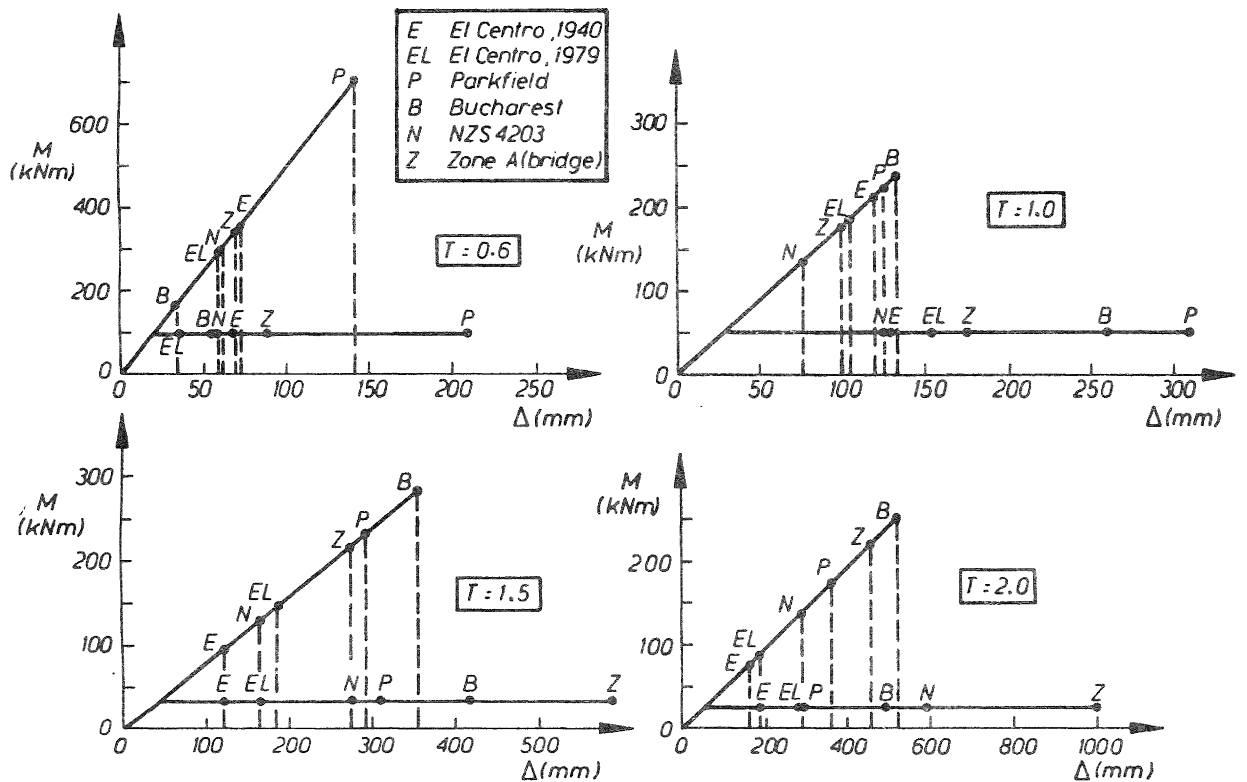 E El Centro, 1940
EL El Centro, 1979
P Parkfield
B Bucharest
N NZS 4203
Z Zone A (bridge)
M
(kNm)
600
400
200
100
0
0 50 100 150 200 250
Δ(mm)
T = 0.6
B EL N Z E P
EL B N E Z P
M
(kNm)
300
200
100
0
0 50 100 150 200 250 300
Δ(mm)
T = 1.0
N Z EL E P B
N E EL Z B P
M
(kNm)
300
200
100
0
0 100 200 300 400 500
Δ(mm)
T = 1.5
E N EL Z P B
E EL N P B Z
M
(kNm)
200
100
0
0 200 400 600 800 1000
Δ(mm)
T = 2.0
E EL N P Z B
E EL P B N Z